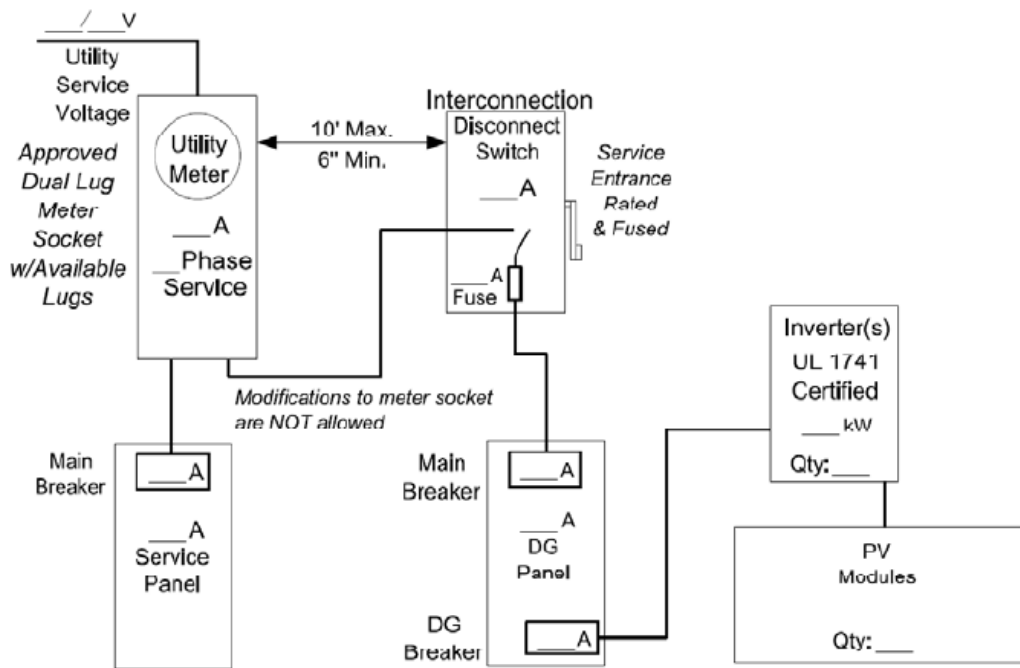 ___/___V
Utility
Service
Voltage
Approved
Dual Lug
Meter
Socket
w/Available
Lugs
Utility
Meter
___A
__Phase
Service
10' Max.
6" Min.
Interconnection
Disconnect
Switch
___A
___A
Fuse
Service
Entrance
Rated
& Fused
Modifications to meter socket
are NOT allowed
Main
Breaker
___A
___A
Service
Panel
Main
Breaker
___A
___A
DG
Panel
DG
Breaker
___A
Inverter(s)
UL 1741
Certified
___kW
Qty:___
PV
Modules
Qty:___